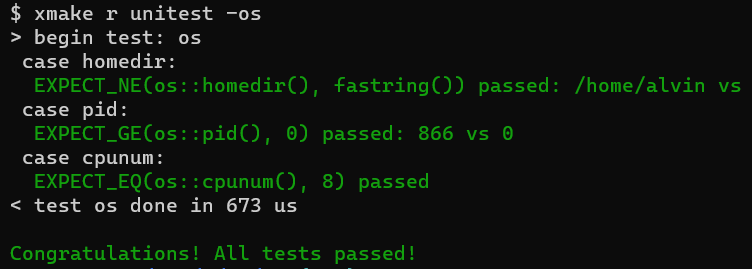 $ xmake r unitest -os
> begin test: os
case homedir:
EXPECT_NE(os::homedir(), fastring()) passed: /home/alvin vs
case pid:
EXPECT_GE(os::pid(), 0) passed: 866 vs 0
case cpunum:
EXPECT_EQ(os::cpunum(), 8) passed
< test os done in 673 us
Congratulations! All tests passed!